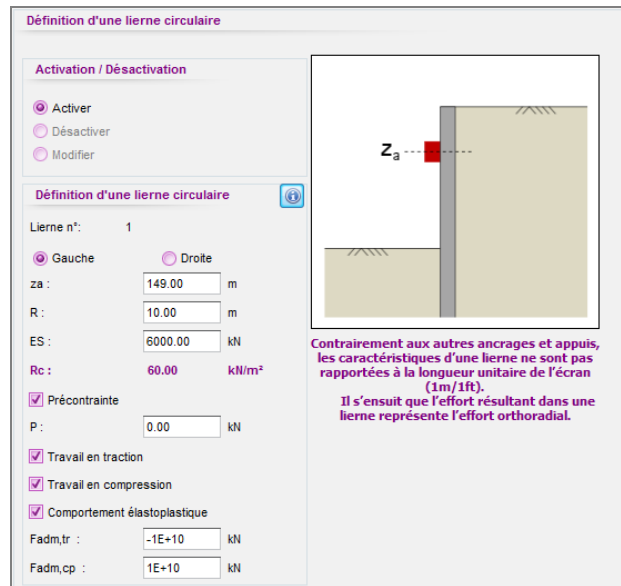 Définition d'une lierne circulaire
Activation / Désactivation
Activer
Désactiver
Modifier
Définition d'une lierne circulaire
Lierne n°: 1
Gauche Droite
za : 149.00 m
R : 10.00 m
ES : 6000.00 kN
Rc : 60.00 kN/m²
Précontrainte
P : 0.00 kN
Travail en traction
Travail en compression
Comportement élastoplastique
Fadm,tr : -1E+10 kN
Fadm,cp : 1E+10 kN
Za
Contrairement aux autres ancrages et appuis,
les caractéristiques d'une lierne ne sont pas
rapportées à la longueur unitaire de l'écran
(1m/1ft).
Il s'ensuit que l'effort résultant dans une
lierne représente l'effort orthoradial.